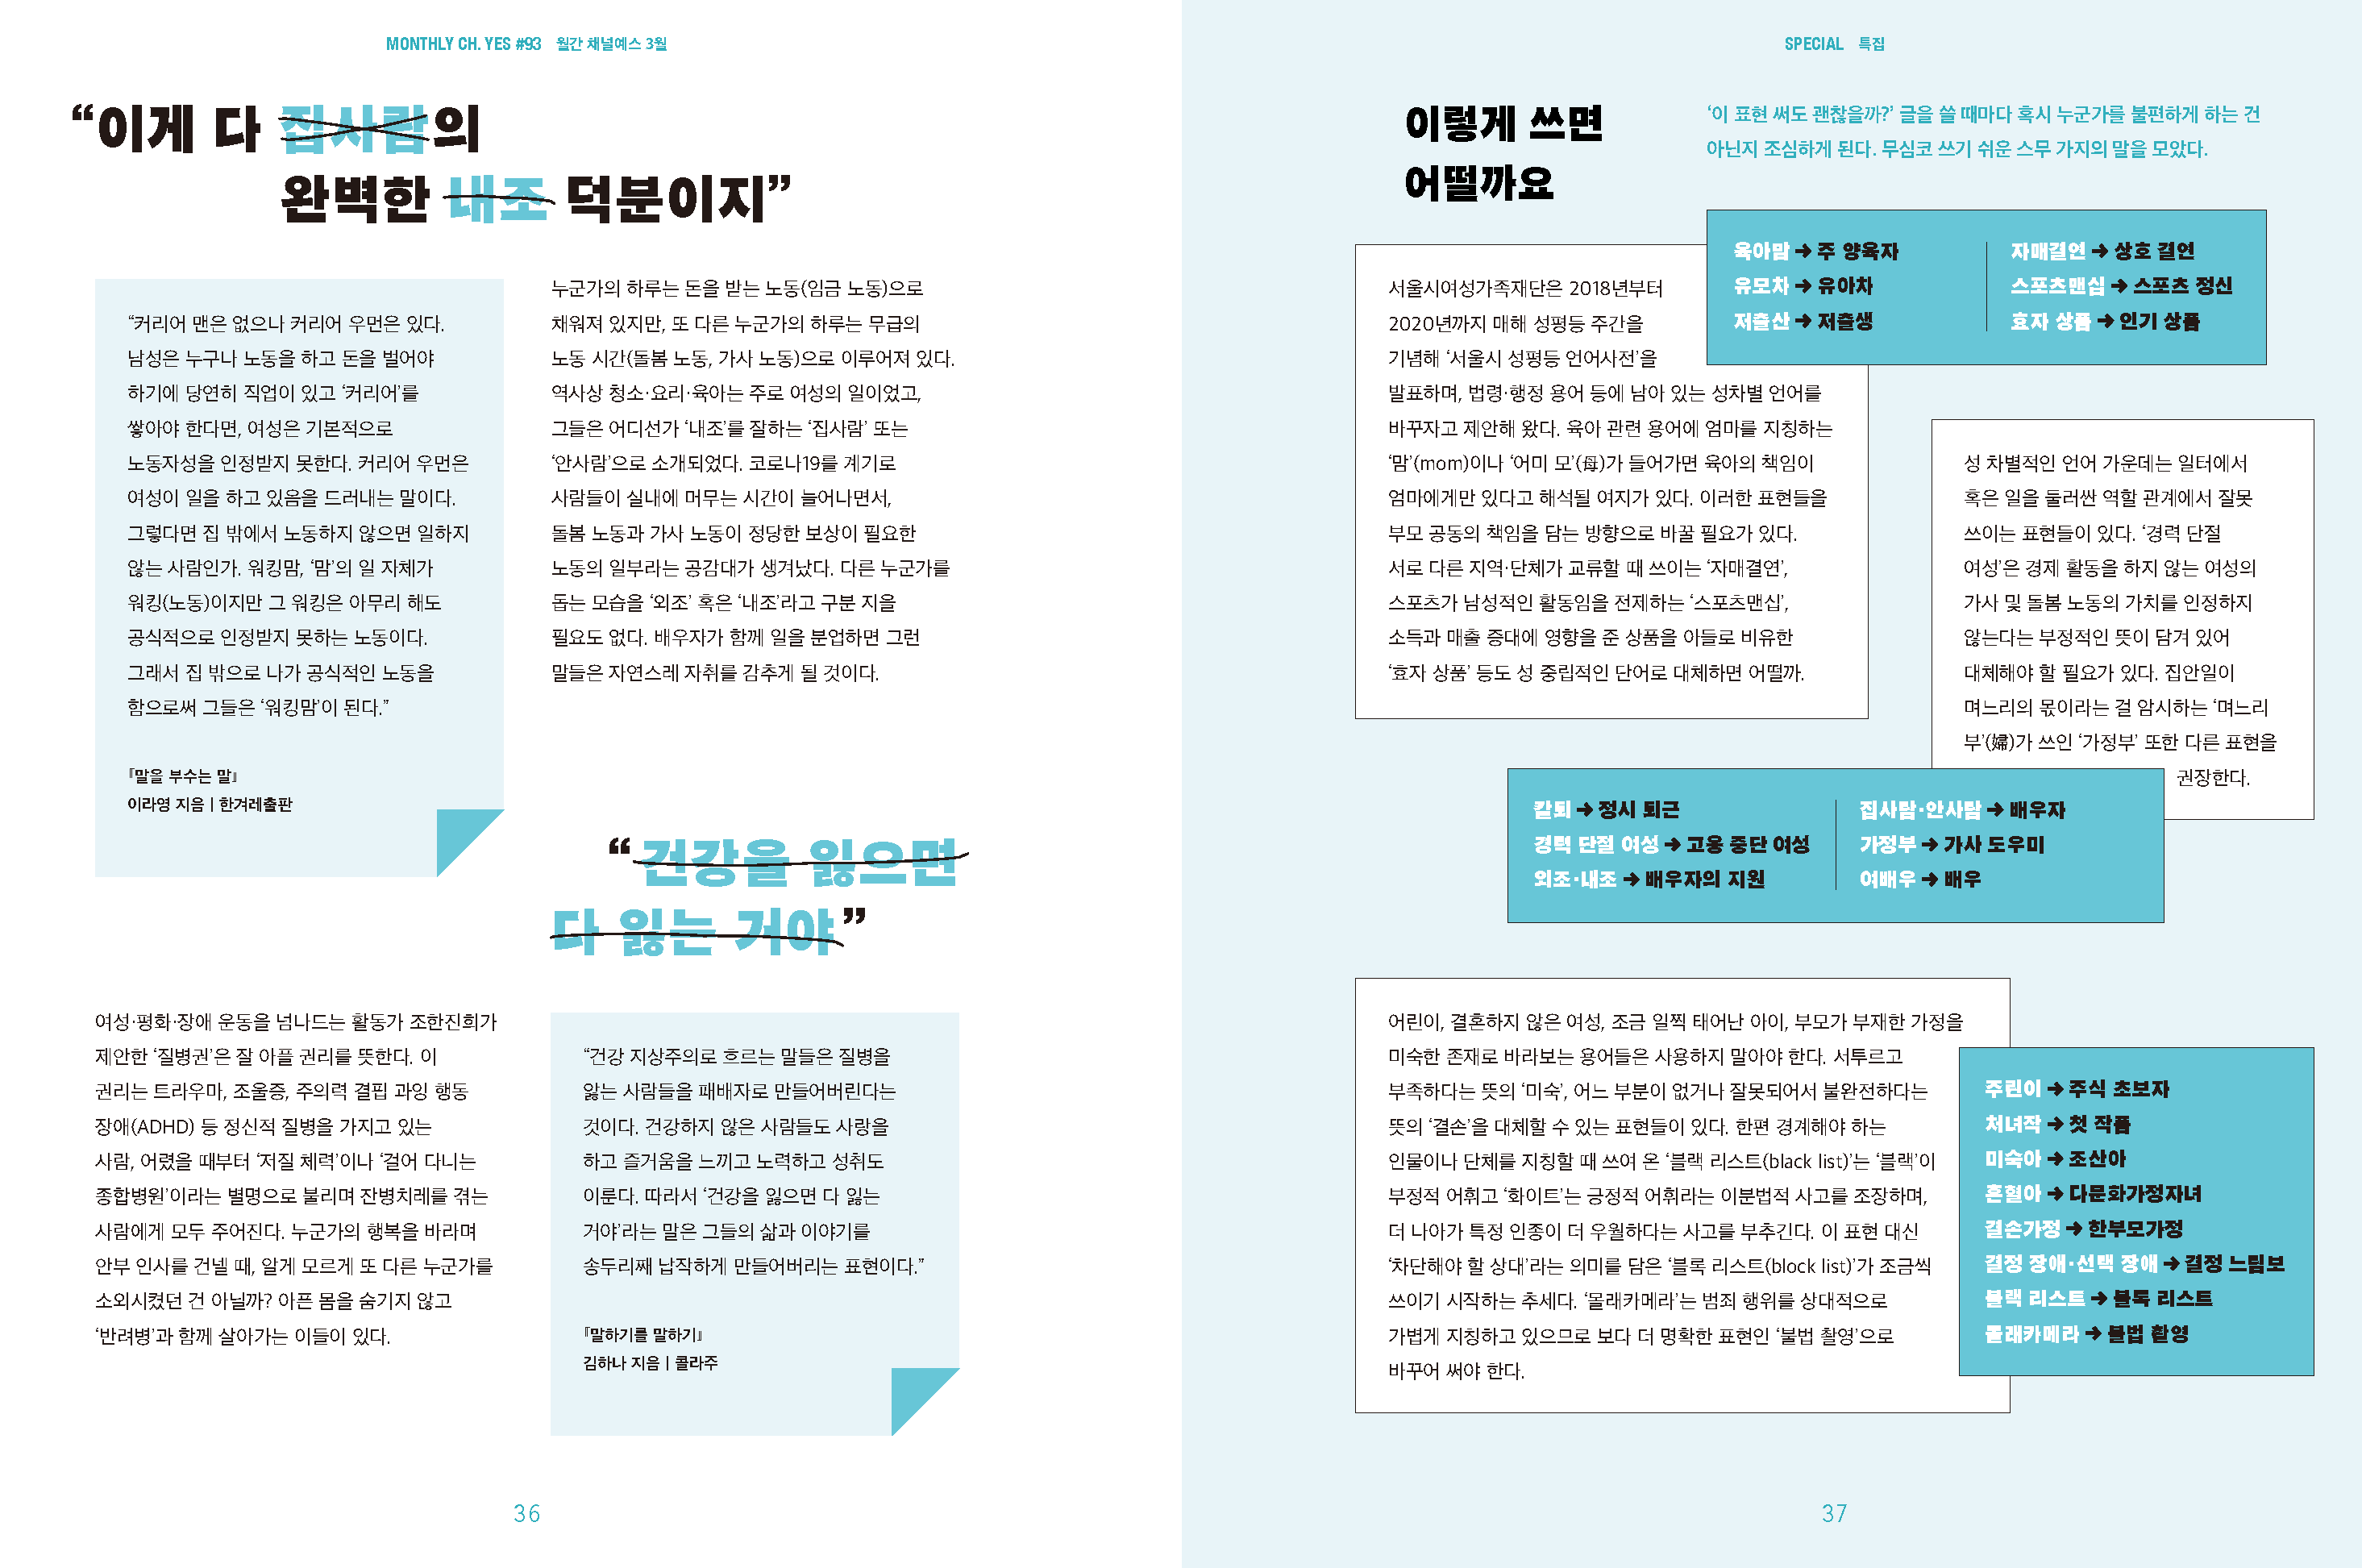 MONTHLY CH. YES #93 월간 채널예스 3월
“이게 다 집사람의
완벽한 내조 덕분이지”
“커리어 맨은 없으나 커리어 우먼은 있다.
남성은 누구나 노동을 하고 돈을 벌어야
하기에 당연히 직업이 있고 ‘커리어’를
쌓아야 한다면, 여성은 기본적으로
노동자성을 인정받지 못한다. 커리어 우먼은
여성이 일을 하고 있음을 드러내는 말이다.
그렇다면 집 밖에서 노동하지 않으면 일하지
않는 사람인가. 워킹맘, ‘맘’의 일 자체가
워킹(노동)이지만 그 워킹은 아무리 해도
공식적으로 인정받지 못하는 노동이다.
그래서 집 밖으로 나가 공식적인 노동을
함으로써 그들은 ‘워킹맘’이 된다.”
『말을 부수는 말』
이라영 지음 | 한겨레출판
누군가의 하루는 돈을 받는 노동(임금 노동)으로
채워져 있지만, 또 다른 누군가의 하루는 무급의
노동 시간(돌봄 노동, 가사 노동)으로 이루어져 있다.
역사상 청소·요리·육아는 주로 여성의 일이었고,
그들은 어디선가 ‘내조’를 잘하는 ‘집사람’ 또는
‘안사람’으로 소개되었다. 코로나19를 계기로
사람들이 실내에 머무는 시간이 늘어나면서,
돌봄 노동과 가사 노동이 정당한 보상이 필요한
노동의 일부라는 공감대가 생겨났다. 다른 누군가를
돕는 모습을 ‘외조’ 혹은 ‘내조’라고 구분 지을
필요도 없다. 배우자가 함께 일을 분업하면 그런
말들은 자연스레 자취를 감추게 될 것이다.
“건강을 잃으면
다 잃는 거야”
여성·평화·장애 운동을 넘나드는 활동가 조한진희가
제안한 ‘질병권’은 잘 아플 권리를 뜻한다. 이
권리는 트라우마, 조울증, 주의력 결핍 과잉 행동
장애(ADHD) 등 정신적 질병을 가지고 있는
사람, 어렸을 때부터 ‘저질 체력’이나 ‘걸어 다니는
종합병원’이라는 별명으로 불리며 잔병치레를 겪는
사람에게 모두 주어진다. 누군가의 행복을 바라며
안부 인사를 건넬 때, 알게 모르게 또 다른 누군가를
소외시켰던 건 아닐까? 아픈 몸을 숨기지 않고
‘반려병’과 함께 살아가는 이들이 있다.
“건강 지상주의로 흐르는 말들은 질병을
앓는 사람들을 패배자로 만들어버린다는
것이다. 건강하지 않은 사람들도 사랑을
하고 즐거움을 느끼고 노력하고 성취도
이룬다. 따라서 ‘건강을 잃으면 다 잃는
거야’라는 말은 그들의 삶과 이야기를
송두리째 납작하게 만들어버리는 표현이다.”
『말하기를 말하기』
김하나 지음 | 콜라주
36
SPECIAL 특집
이렇게 쓰면
어떨까요
‘이 표현 써도 괜찮을까?’ 글을 쓸 때마다 혹시 누군가를 불편하게 하는 건
아닌지 조심하게 된다. 무심코 쓰기 쉬운 스무 가지의 말을 모았다.
육아맘 → 주 양육자
유모차 → 유아차
저출산 → 저출생
자매결연 → 상호 결연
스포츠맨십 → 스포츠 정신
효자 상품 → 인기 상품
서울시여성가족재단은 2018년부터
2020년까지 매해 성평등 주간을
기념해 ‘서울시 성평등 언어사전’을
발표하며, 법령·행정 용어 등에 남아 있는 성차별 언어를
바꾸자고 제안해 왔다. 육아 관련 용어에 엄마를 지칭하는
‘맘’(mom)이나 ‘어미 모’(母)가 들어가면 육아의 책임이
엄마에게만 있다고 해석될 여지가 있다. 이러한 표현들을
부모 공동의 책임을 담는 방향으로 바꿀 필요가 있다.
서로 다른 지역·단체가 교류할 때 쓰이는 ‘자매결연’,
스포츠가 남성적인 활동임을 전제하는 ‘스포츠맨십’,
소득과 매출 증대에 영향을 준 상품을 아들로 비유한
‘효자 상품’ 등도 성 중립적인 단어로 대체하면 어떨까.
성 차별적인 언어 가운데는 일터에서
혹은 일을 둘러싼 역할 관계에서 잘못
쓰이는 표현들이 있다. ‘경력 단절
여성’은 경제 활동을 하지 않는 여성의
가사 및 돌봄 노동의 가치를 인정하지
않는다는 부정적인 뜻이 담겨 있어
대체해야 할 필요가 있다. 집안일이
며느리의 몫이라는 걸 암시하는 ‘며느리
부’(婦)가 쓰인 ‘가정부’ 또한 다른 표현을
권장한다.
칼퇴 → 정시 퇴근
경력 단절 여성 → 고용 중단 여성
외조·내조 → 배우자의 지원
집사람·안사람 → 배우자
가정부 → 가사 도우미
여배우 → 배우
어린이, 결혼하지 않은 여성, 조금 일찍 태어난 아이, 부모가 부재한 가정을
미숙한 존재로 바라보는 용어들은 사용하지 말아야 한다. 서투르고
부족하다는 뜻의 ‘미숙’, 어느 부분이 없거나 잘못되어서 불완전하다는
뜻의 ‘결손’을 대체할 수 있는 표현들이 있다. 한편 경계해야 하는
인물이나 단체를 지칭할 때 쓰여 온 ‘블랙 리스트(black list)’는 ‘블랙’이
부정적 어휘고 ‘화이트’는 긍정적 어휘라는 이분법적 사고를 조장하며,
더 나아가 특정 인종이 더 우월하다는 사고를 부추긴다. 이 표현 대신
‘차단해야 할 상대’라는 의미를 담은 ‘블록 리스트(block list)’가 조금씩
쓰이기 시작하는 추세다. ‘몰래카메라’는 범죄 행위를 상대적으로
가볍게 지칭하고 있으므로 보다 더 명확한 표현인 ‘불법 촬영’으로
바꾸어 써야 한다.
주린이 → 주식 초보자
처녀작 → 첫 작품
미숙아 → 조산아
혼혈아 → 다문화가정자녀
결손가정 → 한부모가정
결정 장애·선택 장애 → 결정 느림보
블랙 리스트 → 블록 리스트
몰래카메라 → 불법 촬영
37